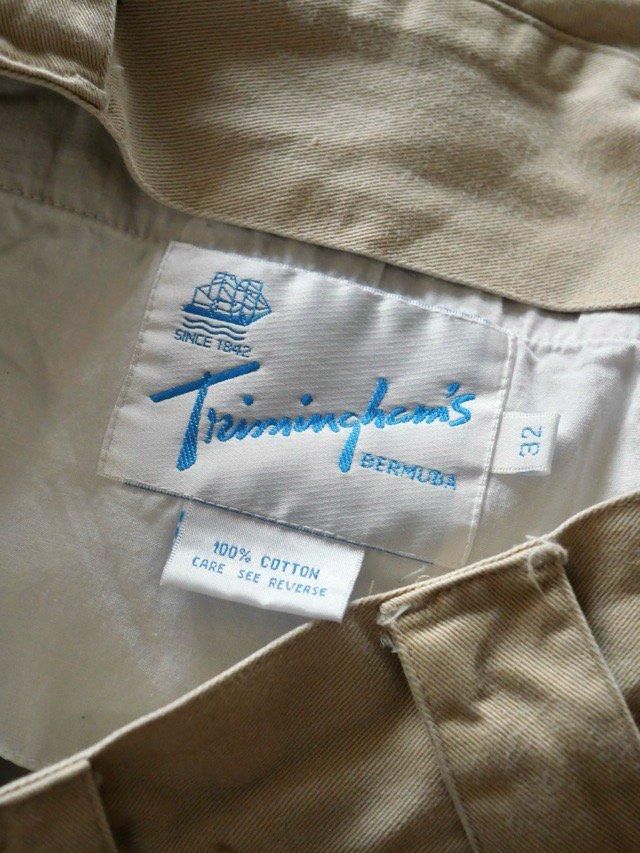 SINCE 1842
Trimingham's
BERMUDA
32
100% COTTON
CARE SEE REVERSE